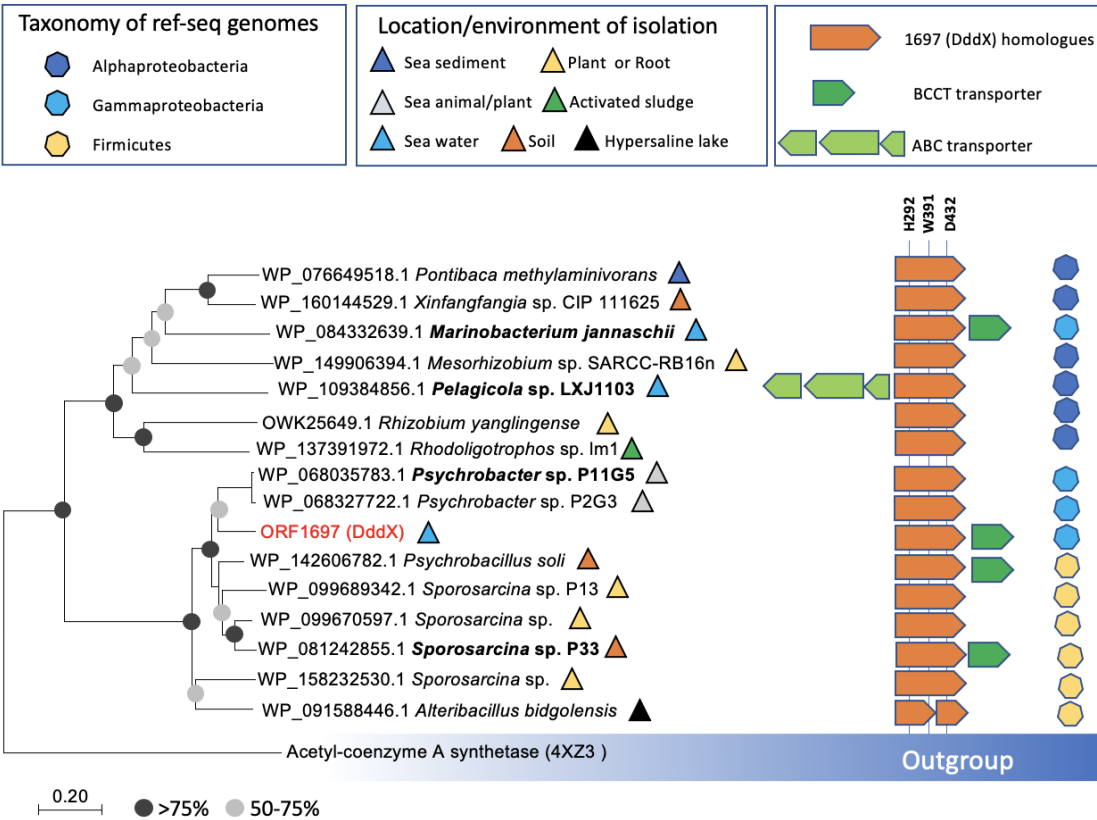 Taxonomy of ref-seq genomes
Alphaproteobacteria
Gammaproteobacteria
Firmicutes
Location/environment of isolation
Sea sediment
Plant or Root
Sea animal/plant
Activated sludge
Sea water
Soil
Hypersaline lake
1697 (DddX) homologues
BCCT transporter
ABC transporter
H292
W391
D432
WP_076649518.1 Pontibaca methylaminivorans
WP_160144529.1 Xinfangfangia sp. CIP 111625
WP_084332639.1 Marinobacterium jannaschii
WP_149906394.1 Mesorhizobium sp. SARCC-RB16n
WP_109384856.1 Pelagicola sp. LXJ1103
OWK25649.1 Rhizobium yanglingense
WP_137391972.1 Rhodoligotrophos sp. lm1
WP_068035783.1 Psychrobacter sp. P11G5
WP_068327722.1 Psychrobacter sp. P2G3
ORF1697 (DddX)
WP_142606782.1 Psychrobacillus soli
WP_099689342.1 Sporosarcina sp. P13
WP_099670597.1 Sporosarcina sp.
WP_081242855.1 Sporosarcina sp. P33
WP_158232530.1 Sporosarcina sp.
WP_091588446.1 Alteribacillus bidgolensis
Acetyl-coenzyme A synthetase (4XZ3 )
Outgroup
0.20
>75%
50-75%